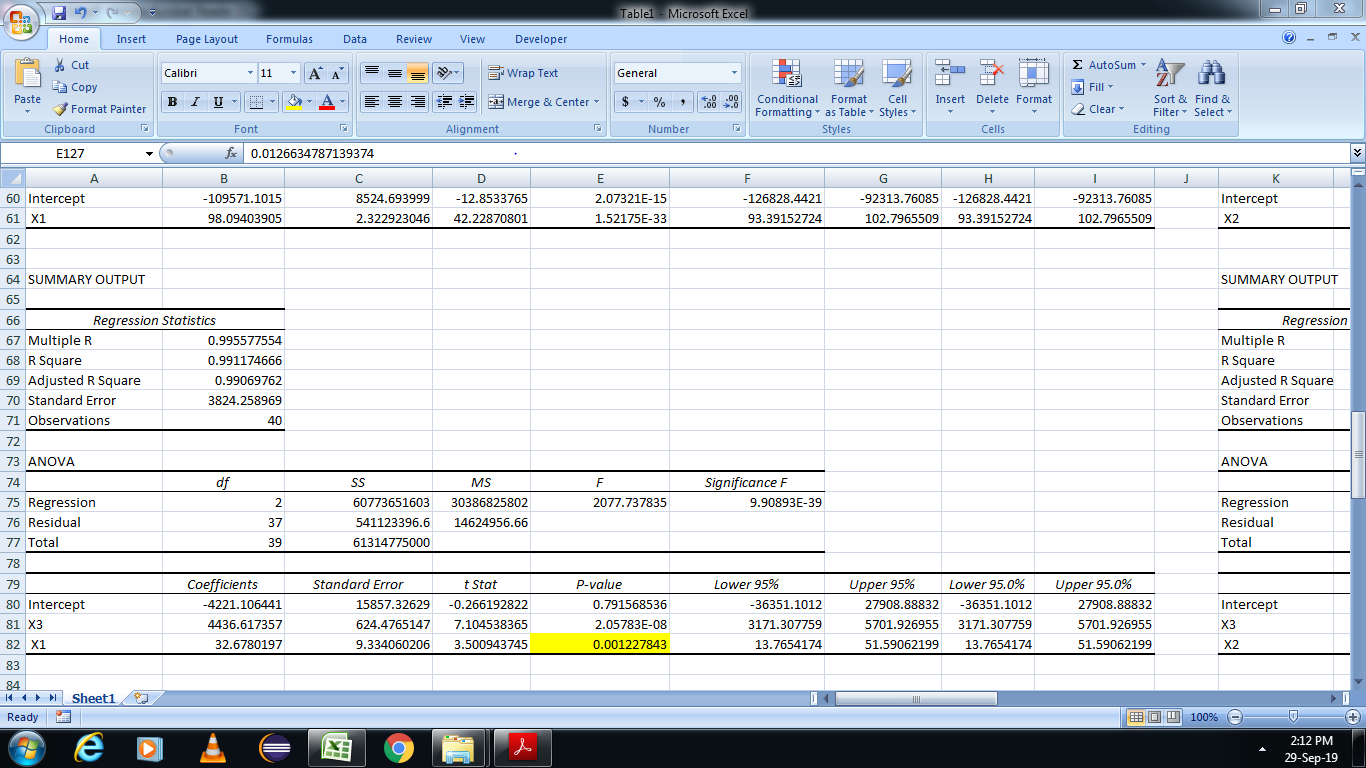 Table1 - Microsoft Excel
Home Insert Page Layout Formulas Data Review View Developer
Paste Cut Copy Format Painter Clipboard
Calibri 11 A A B I U A Font
Wrap Text Merge & Center Alignment
General $ % , .0 .00 .00 .0 Number
Conditional Formatting Format as Table Cell Styles Styles
Insert Delete Format Cells
Σ AutoSum Fill Clear Sort & Filter Find & Select Editing
E127 fx 0.0126634787139374
A B C D E F G H I J K
60 Intercept -109571.1015 8524.693999 -12.8533765 2.07321E-15 -126828.4421 -92313.76085 -126828.4421 -92313.76085 Intercept
61 X1 98.09403905 2.322923046 42.22870801 1.52175E-33 93.39152724 102.7965509 93.39152724 102.7965509 X2
62
63
64 SUMMARY OUTPUT SUMMARY OUTPUT
65
66 Regression Statistics Regression
67 Multiple R 0.995577554 Multiple R
68 R Square 0.991174666 R Square
69 Adjusted R Square 0.99069762 Adjusted R Square
70 Standard Error 3824.258969 Standard Error
71 Observations 40 Observations
72
73 ANOVA ANOVA
74 df SS MS F Significance F
75 Regression 2 60773651603 30386825802 2077.737835 9.90893E-39 Regression
76 Residual 37 541123396.6 14624956.66 Residual
77 Total 39 61314775000 Total
78
79 Coefficients Standard Error t Stat P-value Lower 95% Upper 95% Lower 95.0% Upper 95.0%
80 Intercept -4221.106441 15857.32629 -0.266192822 0.791568536 -36351.1012 27908.88832 -36351.1012 27908.88832 Intercept
81 X3 4436.617357 624.4765147 7.104538365 2.05783E-08 3171.307759 5701.926955 3171.307759 5701.926955 X3
82 X1 32.6780197 9.334060206 3.500943745 0.001227843 13.7654174 51.59062199 13.7654174 51.59062199 X2
83
84
Sheet1
Ready 100%
2:12 PM
29-Sep-19